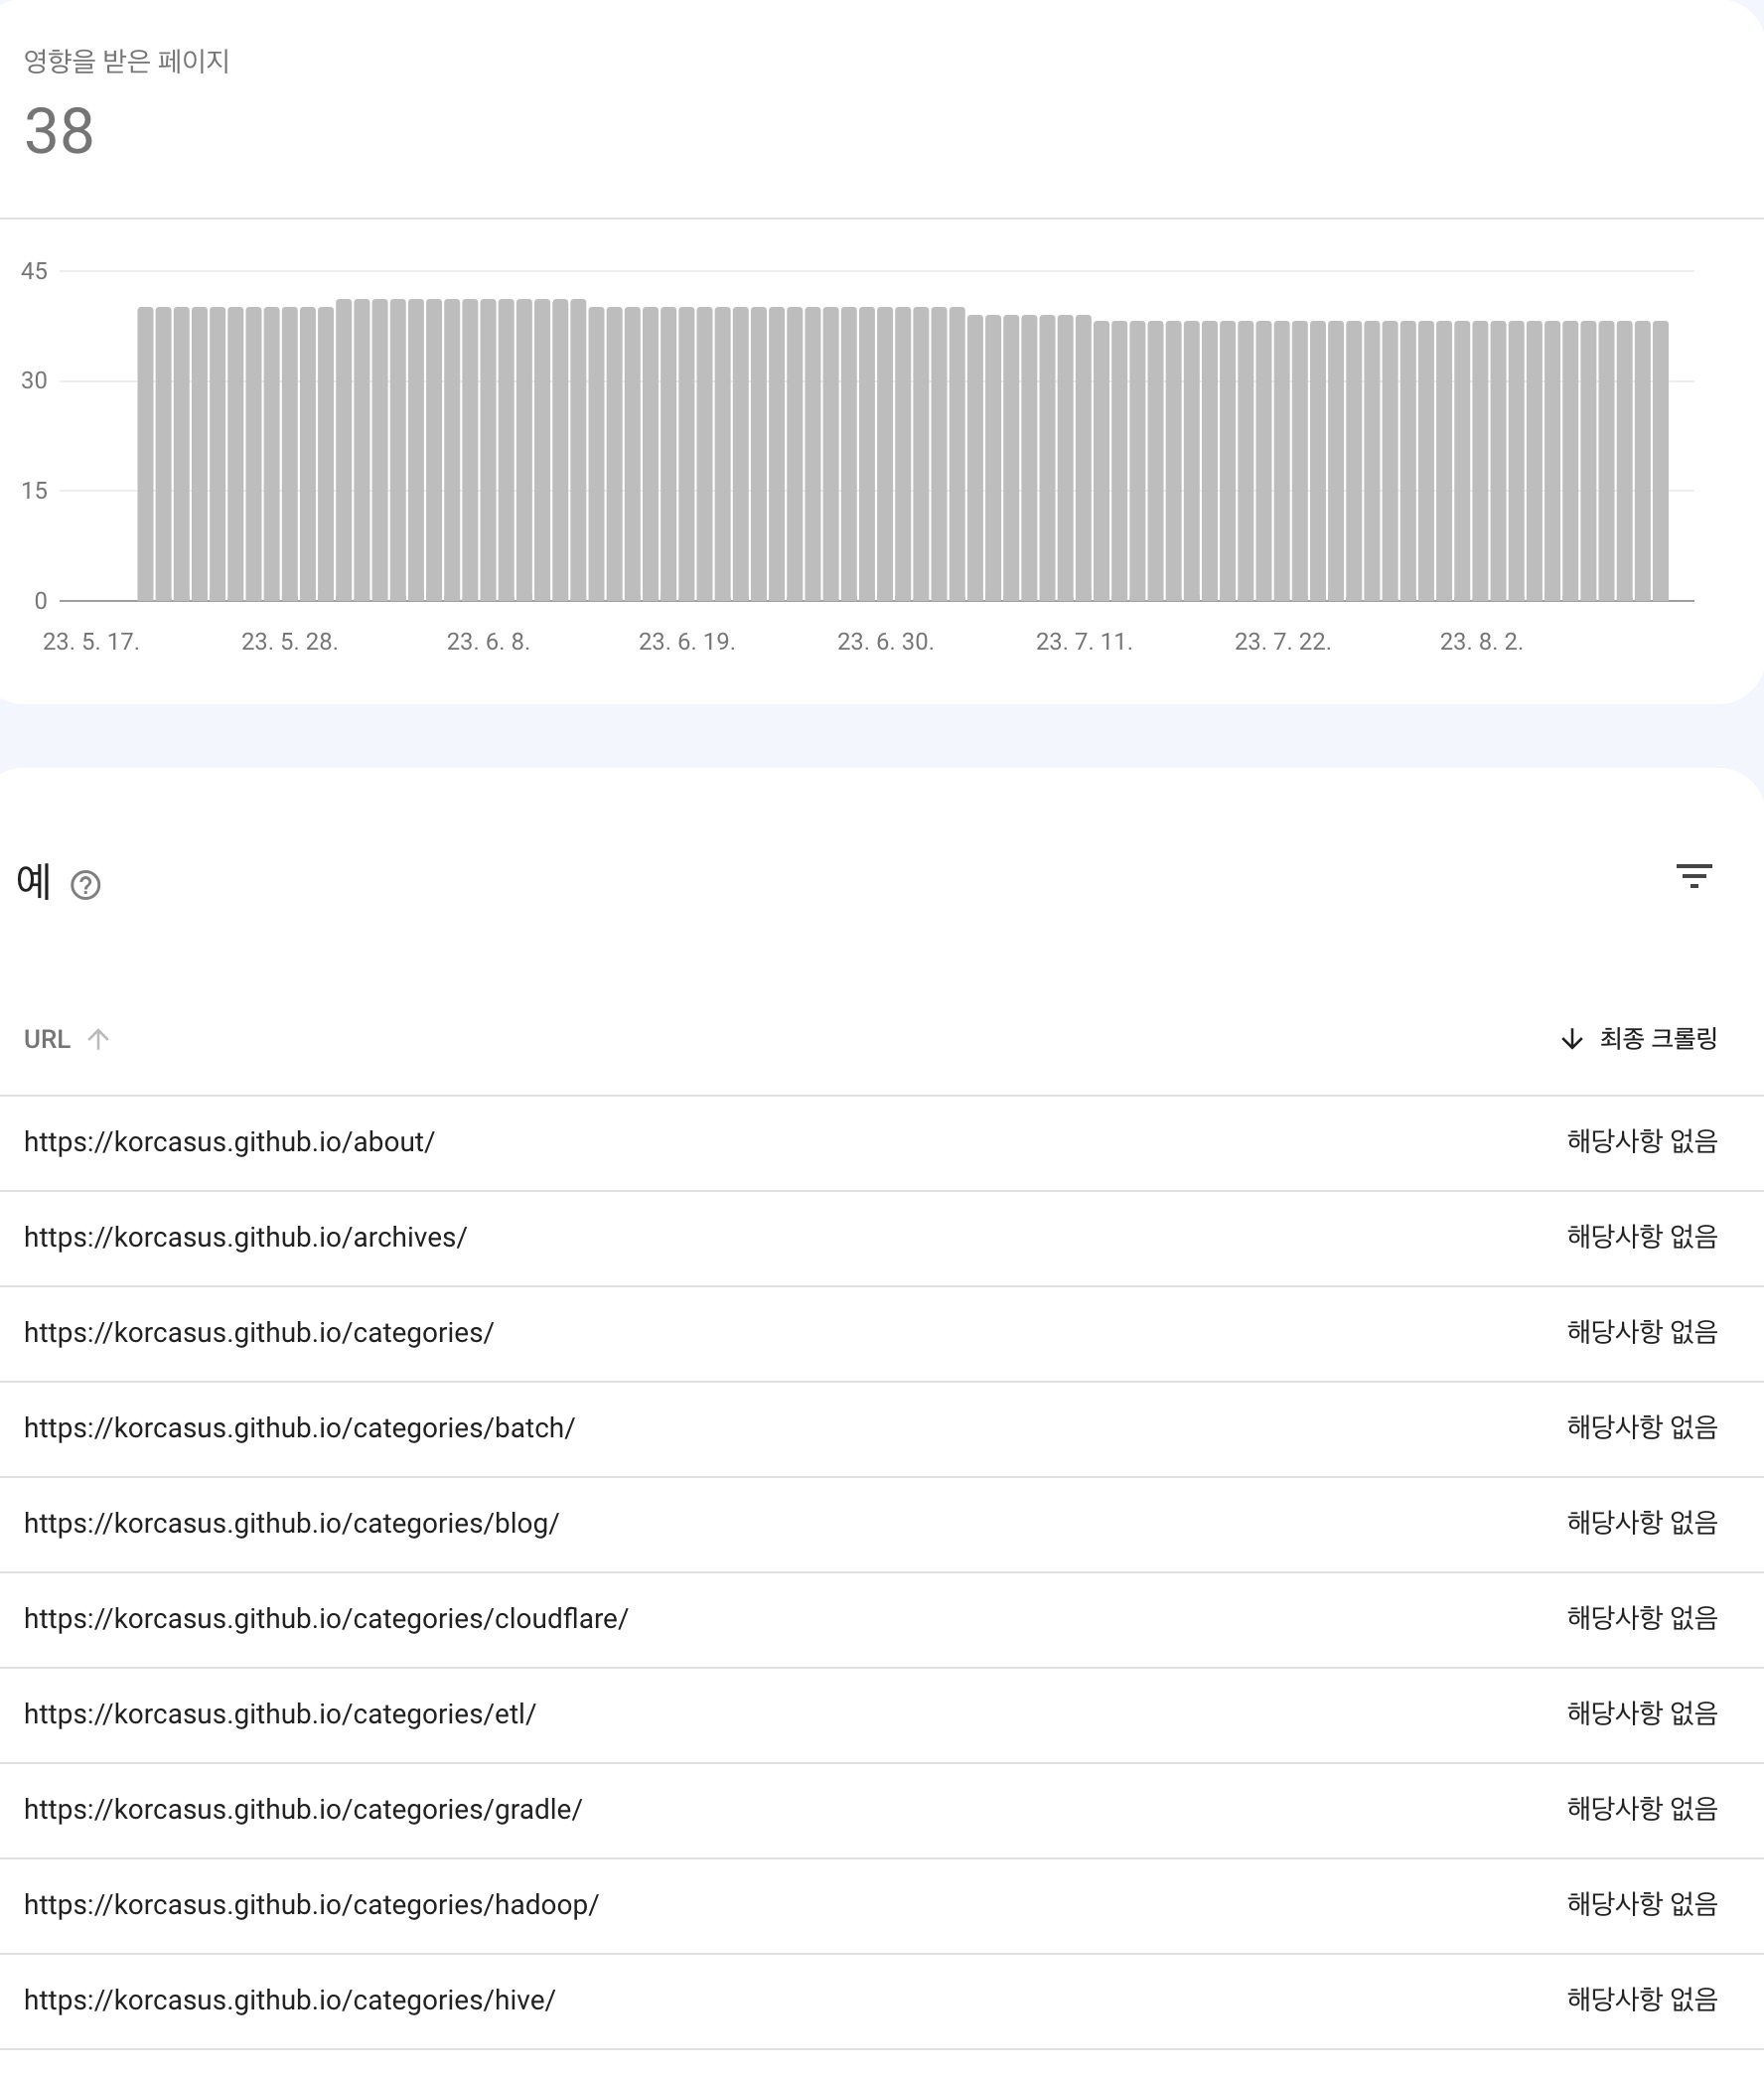 영향을 받은 페이지
38
45
30
15
0
23. 5. 17. 23. 5. 28. 23. 6. 8. 23. 6. 19. 23. 6. 30. 23. 7. 11. 23. 7. 22. 23. 8. 2.
예 ?
URL ↑ ↓ 최종 크롤링
https://korcasus.github.io/about/ 해당사항 없음
https://korcasus.github.io/archives/ 해당사항 없음
https://korcasus.github.io/categories/ 해당사항 없음
https://korcasus.github.io/categories/batch/ 해당사항 없음
https://korcasus.github.io/categories/blog/ 해당사항 없음
https://korcasus.github.io/categories/cloudflare/ 해당사항 없음
https://korcasus.github.io/categories/etl/ 해당사항 없음
https://korcasus.github.io/categories/gradle/ 해당사항 없음
https://korcasus.github.io/categories/hadoop/ 해당사항 없음
https://korcasus.github.io/categories/hive/ 해당사항 없음